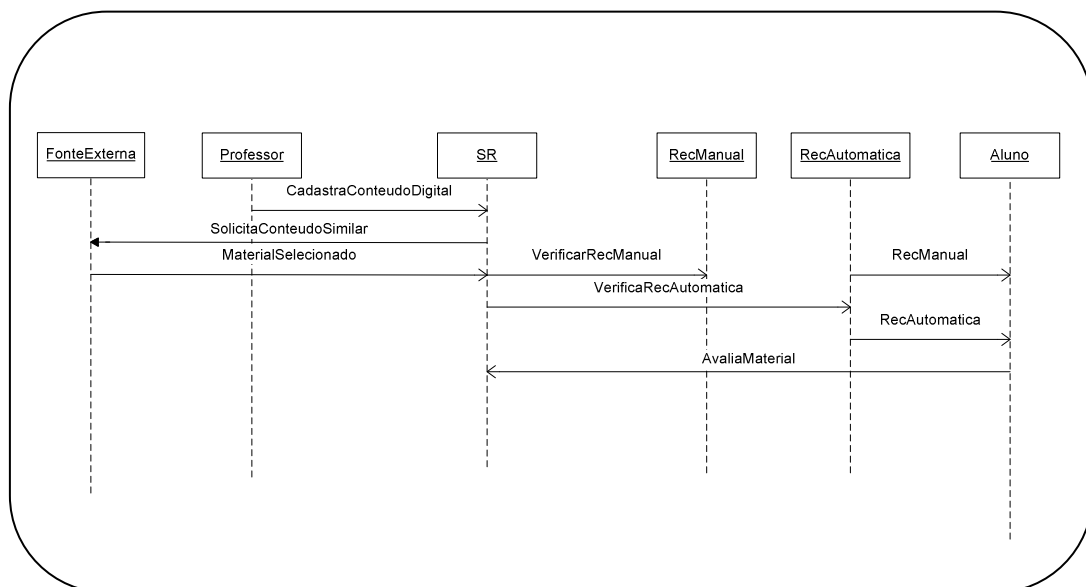 FonteExterna
Professor
SR
RecManual
RecAutomatica
Aluno
CadastraConteudoDigital
SolicitaConteudoSimilar
MaterialSelecionado
VerificarRecManual
RecManual
VerificaRecAutomatica
RecAutomatica
AvaliaMaterial